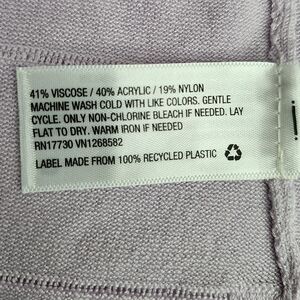 41% VISCOSE / 40% ACRYLIC / 19% NYLON
MACHINE WASH COLD WITH LIKE COLORS. GENTLE
CYCLE. ONLY NON-CHLORINE BLEACH IF NEEDED. LAY
FLAT TO DRY. WARM IRON IF NEEDED
RN17730 VN1268582
LABEL MADE FROM 100% RECYCLED PLASTIC